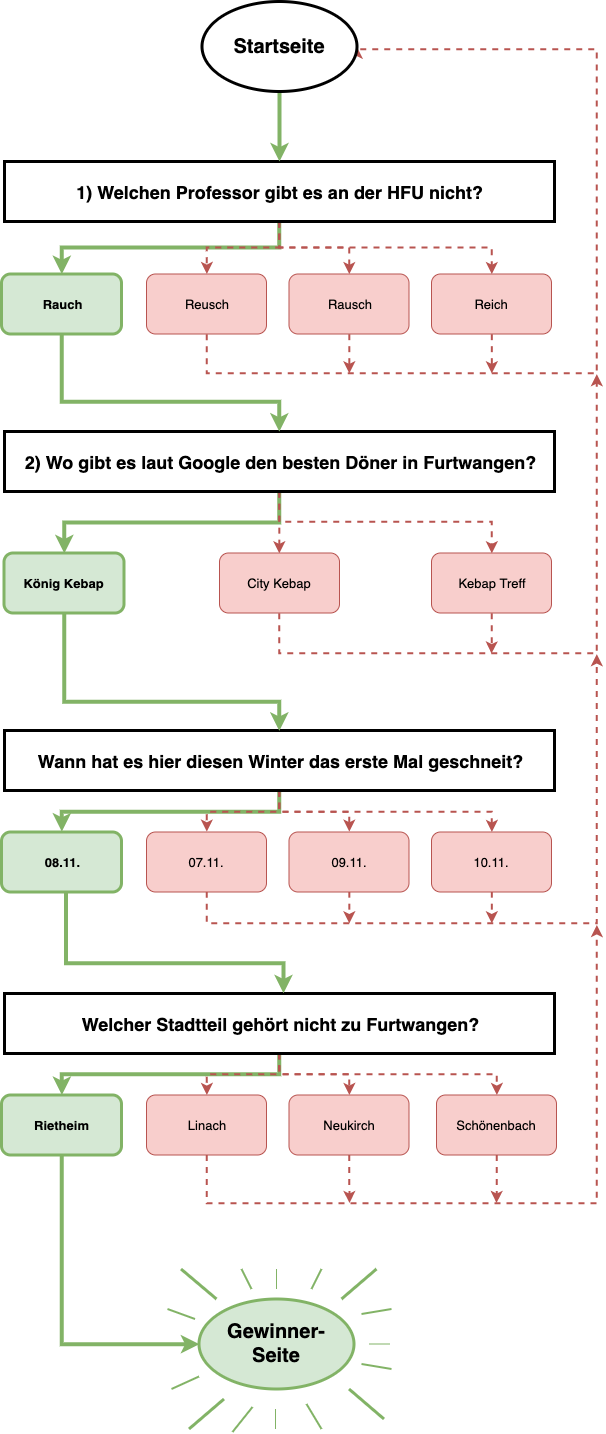 Startseite
1) Welchen Professor gibt es an der HFU nicht?
Rauch
Reusch
Rausch
Reich
2) Wo gibt es laut Google den besten Döner in Furtwangen?
König Kebap
City Kebap
Kebap Treff
Wann hat es hier diesen Winter das erste Mal geschneit?
08.11.
07.11.
09.11.
10.11.
Welcher Stadtteil gehört nicht zu Furtwangen?
Rietheim
Linach
Neukirch
Schönenbach
Gewinner-
Seite